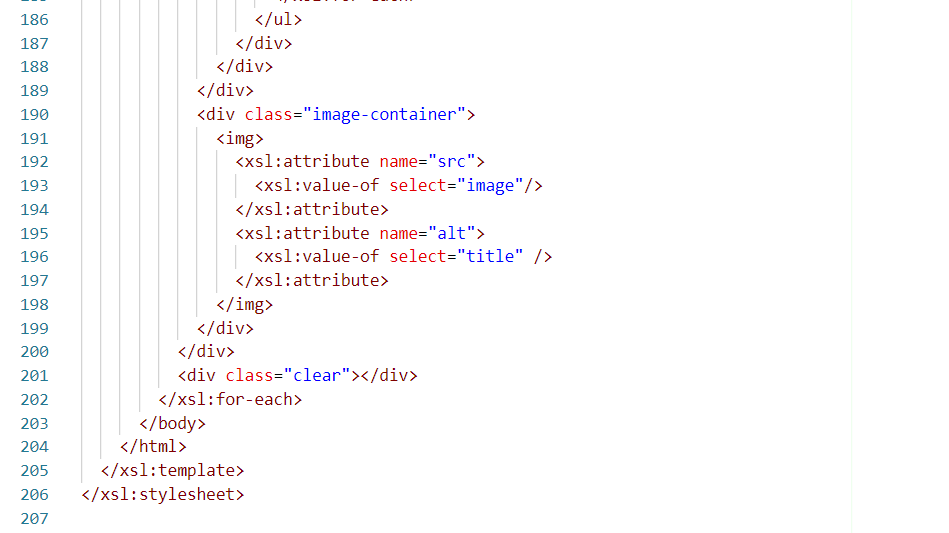 186 </ul>
187 </div>
188 </div>
189 </div>
190 <div class="image-container">
191 <img>
192 <xsl:attribute name="src">
193 <xsl:value-of select="image"/>
194 </xsl:attribute>
195 <xsl:attribute name="alt">
196 <xsl:value-of select="title" />
197 </xsl:attribute>
198 </img>
199 </div>
200 </div>
201 <div class="clear"></div>
202 </xsl:for-each>
203 </body>
204 </html>
205 </xsl:template>
206 </xsl:stylesheet>
207